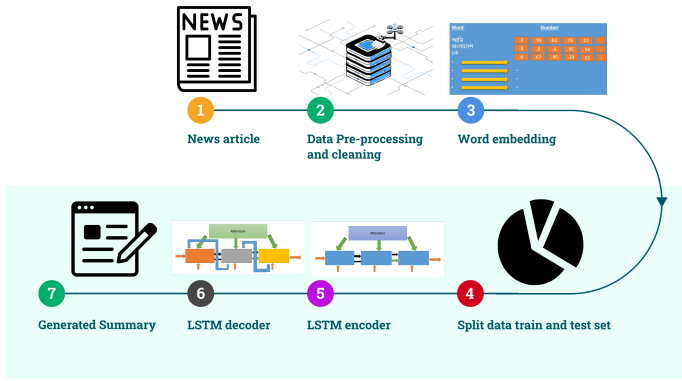 NEWS
Word
Number
আমি
বাংলাদেশ
কে
Attention
Attention
1
2
3
News article
Data Pre-processing
and cleaning
Word embedding
7
6
5
4
Generated Summary
LSTM decoder
LSTM encoder
Split data train and test set